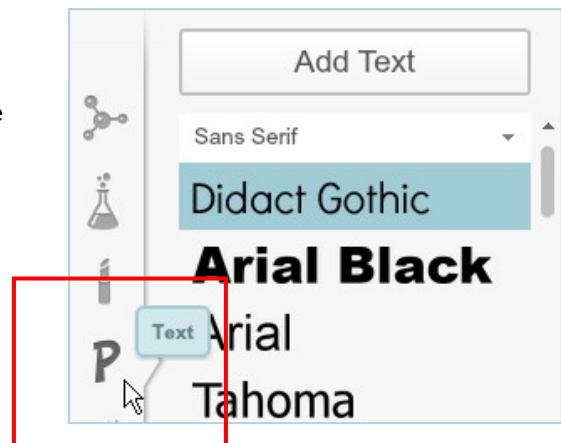 Add Text
e
Sans Serif
Didact Gothic
Arial Black
Text
Arial
P
Tahoma